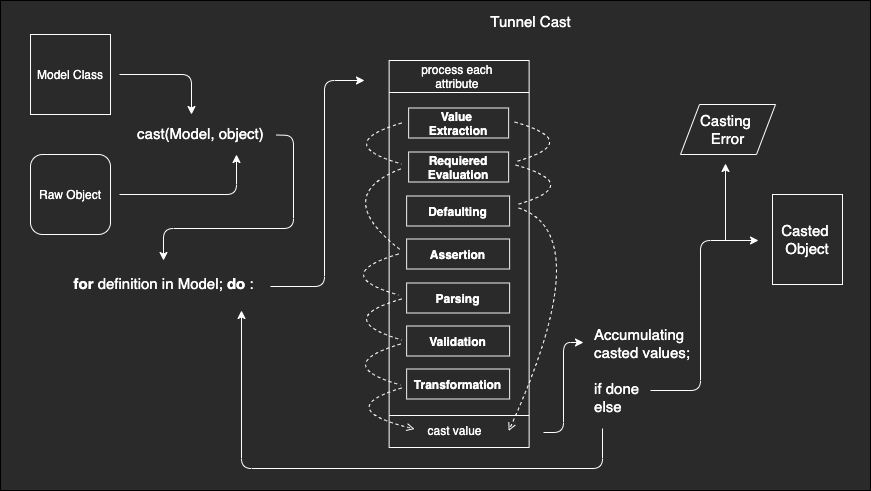 Tunnel Cast
Model Class
cast(Model, object)
Raw Object
for definition in Model; do :
process each
attribute
Value
Extraction
Requiered
Evaluation
Defaulting
Assertion
Parsing
Validation
Transformation
cast value
Accumulating
casted values;
if done
else
Casting
Error
Casted
Object